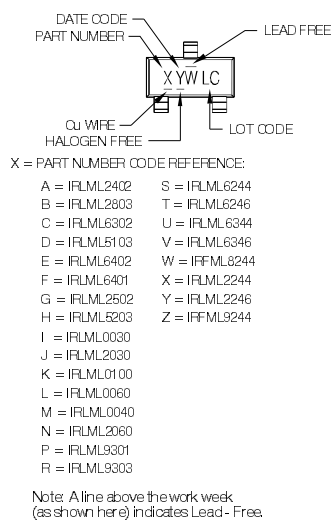 DATE CODE
PART NUMBER
LEAD FREE
X YW LC
Cu WIRE
HALOGEN FREE
LOT CODE
X = PART NUMBER CODE REFERENCE:
A = IRLML2402 S = IRLML6244
B = IRLML2803 T = IRLML6246
C = IRLML6302 U = IRLML6344
D = IRLML5103 V = IRLML6346
E = IRLML6402 W = IRFML8244
F = IRLML6401 X = IRLML2244
G = IRLML2502 Y = IRLML2246
H = IRLML5203 Z = IRFML9244
I = IRLML0030
J = IRLML2030
K = IRLML0100
L = IRLML0060
M = IRLML0040
N = IRLML2060
P = IRLML9301
R = IRLML9303
Note: A line above the work week
(as shown here) indicates Lead - Free.